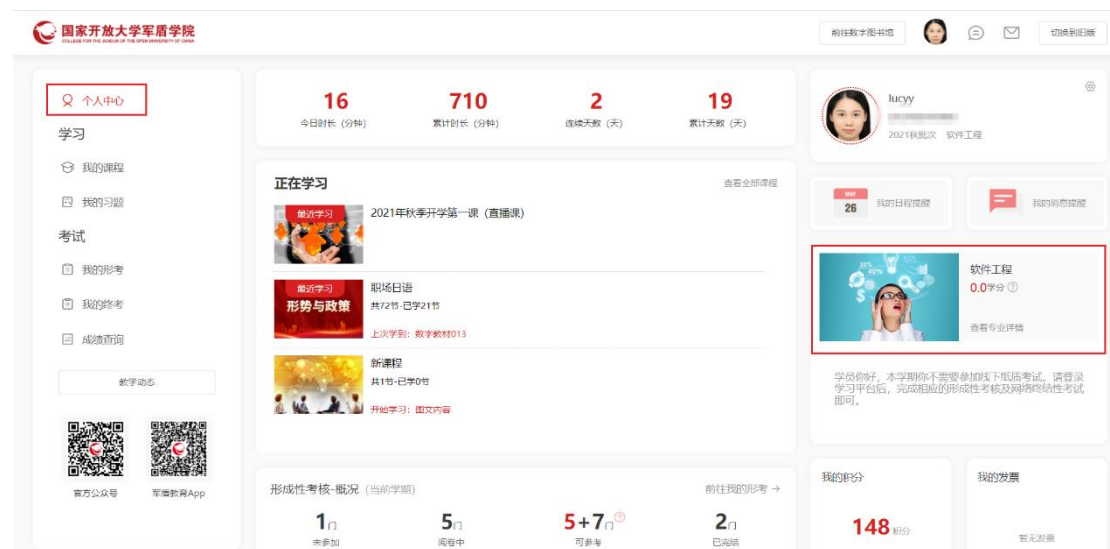 国家开放大学军盾学院
COLLEGE FOR THE JUNDUN OF THE OPEN UNIVERSITY OF CHINA
前往数字图书馆
切换到旧版
个人中心
学习
我的课程
我的习题
考试
我的形考
我的终考
成绩查询
教学动态
官方公众号
军盾教育App
16
今日时长（分钟）
710
累计时长（分钟）
2
连续天数（天）
19
累计天数（天）
正在学习
查看全部课程
最近学习
2021年秋季开学第一课（直播课）
最近学习
形势与政策
职场日语
共72节-已学21节
上次学到：数字教材013
新课程
共1节-已学0节
开始学习：图文内容
形成性考核-概况（当前学期）
前往我的形考 →
1门
未参加
5门
阅卷中
5+7门
可参考
2门
已完结
lucyy
2021秋批次 软件工程
MAY
26
我的日程提醒
我的消息提醒
软件工程
0.0学分
查看专业详情
学员你好，本学期你不需要参加线下纸质考试。请登录
学习平台后，完成相应的形成性考核及网络终结性考试
即可。
我的积分
148 积分
我的发票
暂无发票